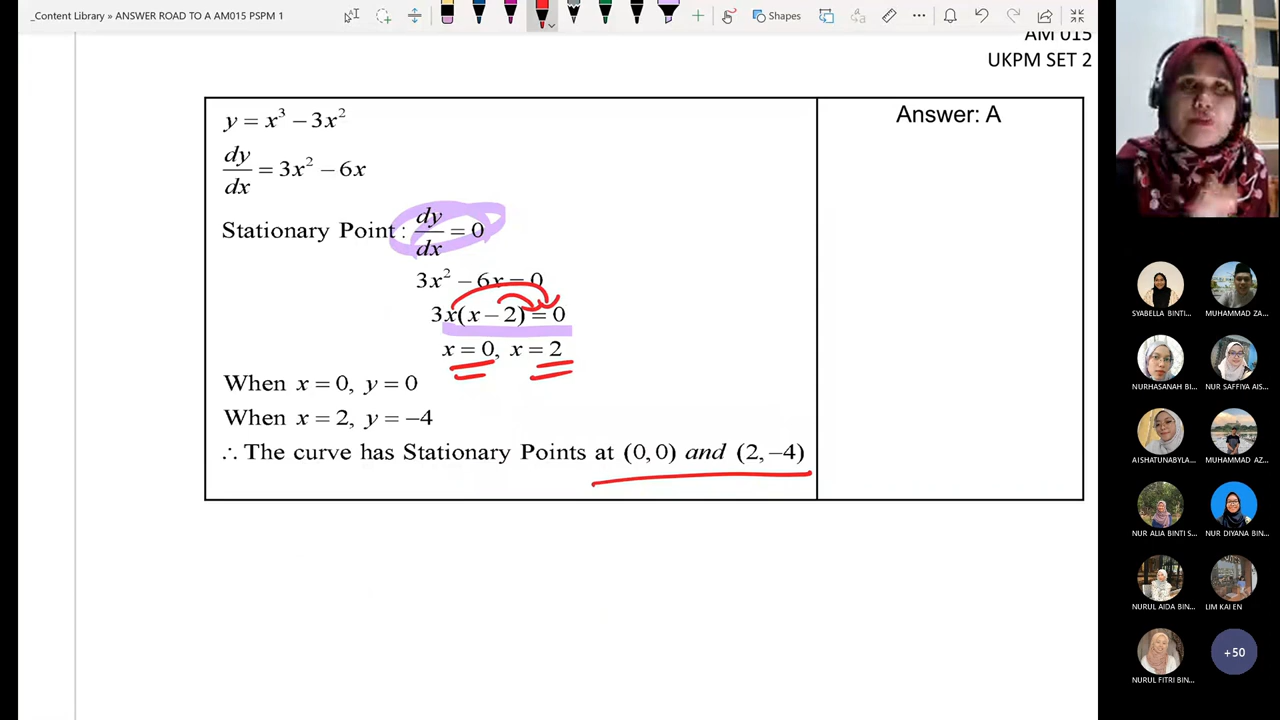 _Content Library » ANSWER ROAD TO A AM015 PSPM 1
Shapes
AM 015
UKPM SET 2
y = x³ − 3x²
dy/dx = 3x² − 6x
Stationary Point : dy/dx = 0
3x² − 6x = 0
3x(x − 2) = 0
x = 0, x = 2
When x = 0, y = 0
When x = 2, y = −4
∴ The curve has Stationary Points at (0, 0) and (2, −4)
Answer: A
SYABELLA BINTI...
MUHAMMAD ZA...
NURHASANAH BI...
NUR SAFFIYA AIS...
AISHATUNABYLA...
MUHAMMAD AZ...
NUR ALIA BINTI S...
NUR DIYANA BIN...
NURUL AIDA BIN...
LIM KAI EN
NURUL FITRI BIN...
+50